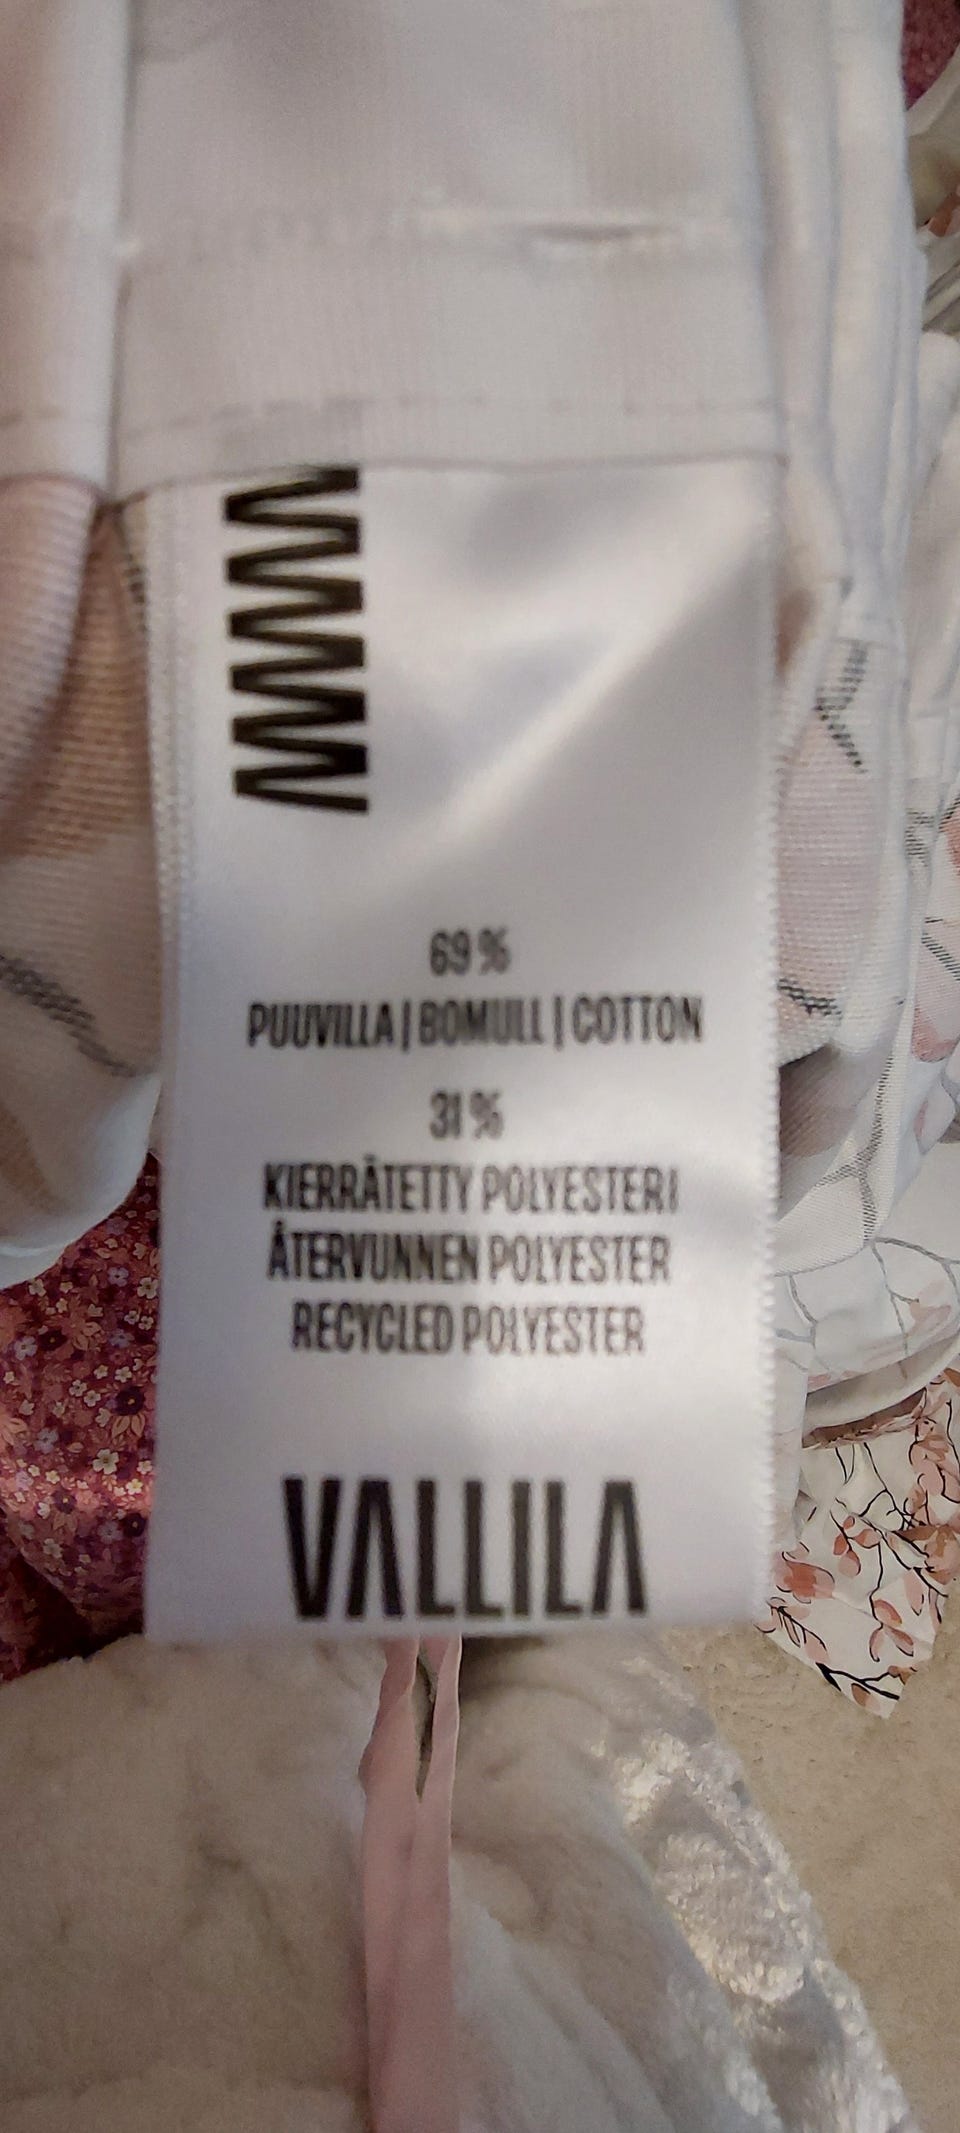 69 %
PUUVILLA | BOMULL | COTTON
31 %
KIERRÄTETTY POLYESTERI
ÅTERVUNNEN POLYESTER
RECYCLED POLYESTER
VALLILA